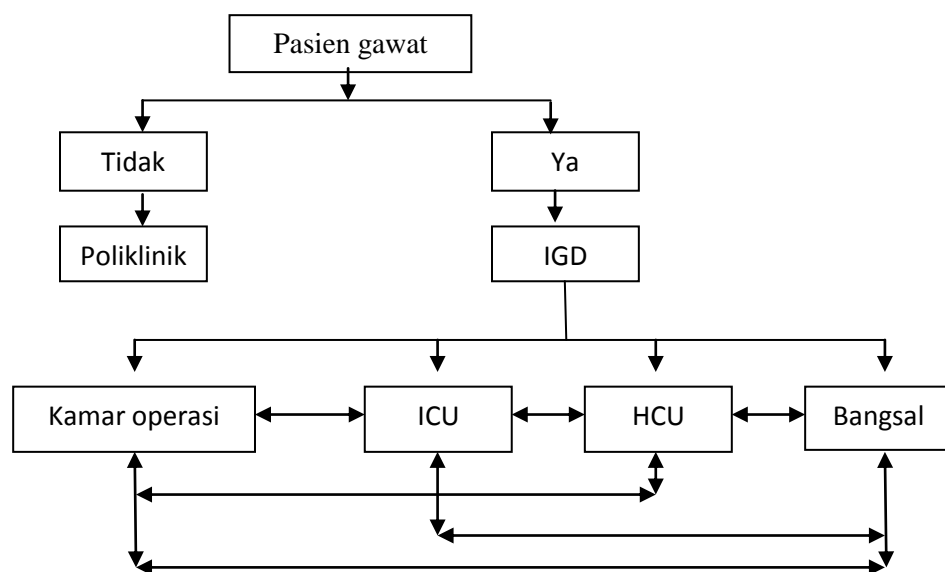 Pasien gawat
Tidak
Ya
Poliklinik
IGD
Kamar operasi
ICU
HCU
Bangsal